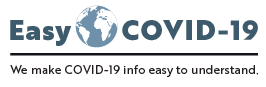 Easy COVID-19
We make COVID-19 info easy to understand.